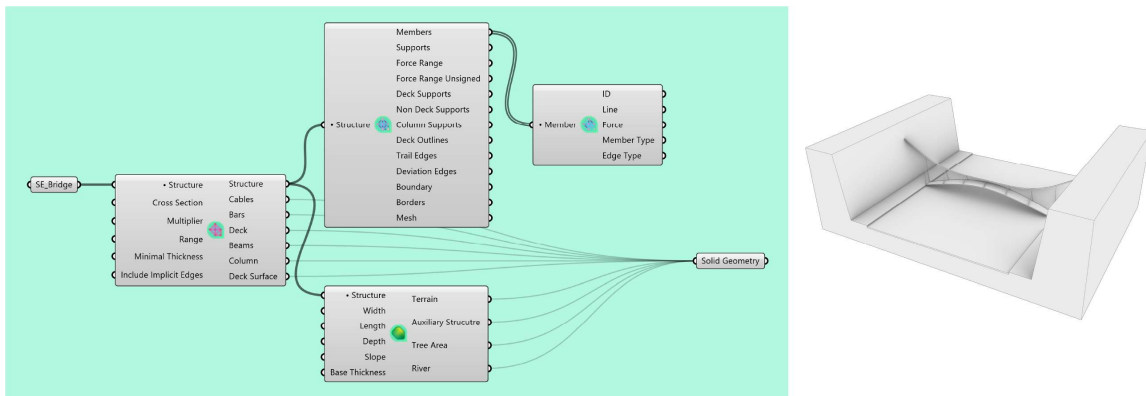 SE_Bridge
• Structure
Cross Section
Multiplier
Range
Minimal Thickness
Include Implicit Edges
Structure
Cables
Bars
Deck
Beams
Column
Deck Surface
• Structure
Members
Supports
Force Range
Force Range Unsigned
Deck Supports
Non Deck Supports
Column Supports
Deck Outlines
Trail Edges
Deviation Edges
Boundary
Borders
Mesh
• Member
ID
Line
Force
Member Type
Edge Type
• Structure
Width
Length
Depth
Slope
Base Thickness
Terrain
Auxiliary Strucutre
Tree Area
River
Solid Geometry